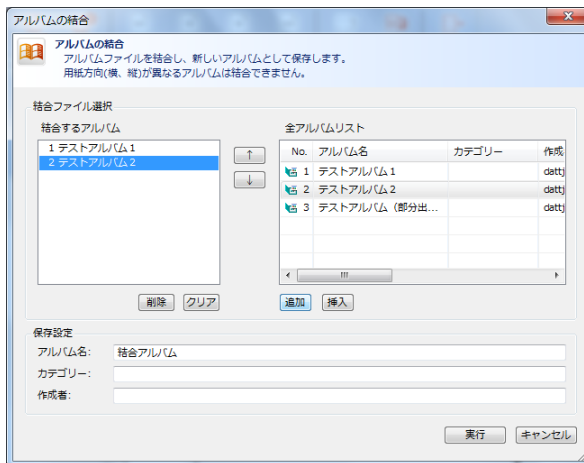 アルバムの結合
アルバムの結合
アルバムファイルを結合し、新しいアルバムとして保存します。
用紙方向(横、縦)が異なるアルバムは結合できません。
結合ファイル選択
結合するアルバム
1 テストアルバム1
2 テストアルバム2
↑
↓
全アルバムリスト
No. アルバム名 カテゴリー 作成
1 テストアルバム1 dattj
2 テストアルバム2 dattj
3 テストアルバム（部分出... dattj
削除 クリア 追加 挿入
保存設定
アルバム名: 結合アルバム
カテゴリー:
作成者:
実行 キャンセル